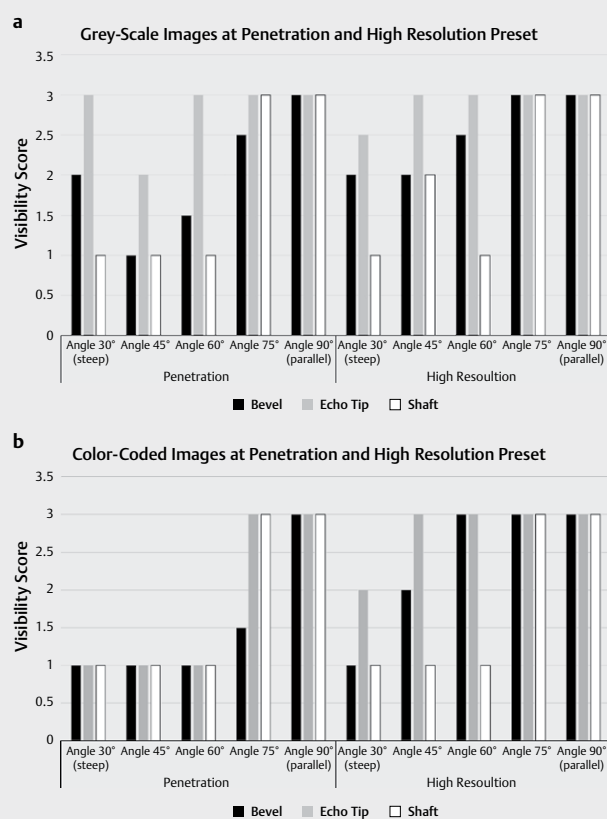 a
Grey-Scale Images at Penetration and High Resolution Preset
3.5
3
2.5
2
1.5
1
0.5
0
Visibility Score
Angle 30° Angle 45° Angle 60° Angle 75° Angle 90° Angle 30° Angle 45° Angle 60° Angle 75° Angle 90°
(steep) (parallel) (steep) (parallel)
Penetration High Resoultion
Bevel Echo Tip Shaft
b
Color-Coded Images at Penetration and High Resolution Preset
3.5
3
2.5
2
1.5
1
0.5
0
Visibility Score
Angle 30° Angle 45° Angle 60° Angle 75° Angle 90° Angle 30° Angle 45° Angle 60° Angle 75° Angle 90°
(steep) (parallel) (steep) (parallel)
Penetration High Resoultion
Bevel Echo Tip Shaft